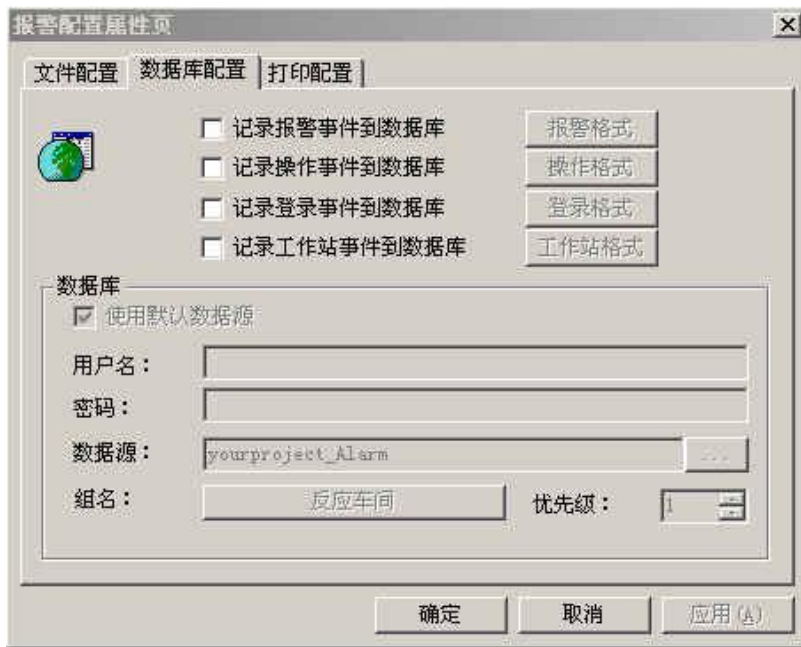 报警配置属性页
文件配置 数据库配置 打印配置
记录报警事件到数据库 报警格式
记录操作事件到数据库 操作格式
记录登录事件到数据库 登录格式
记录工作站事件到数据库 工作站格式
数据库
使用默认数据源
用户名：
密码：
数据源： yourproject_Alarm ...
组名： 反应车间 优先级： 1
确定 取消 应用(A)